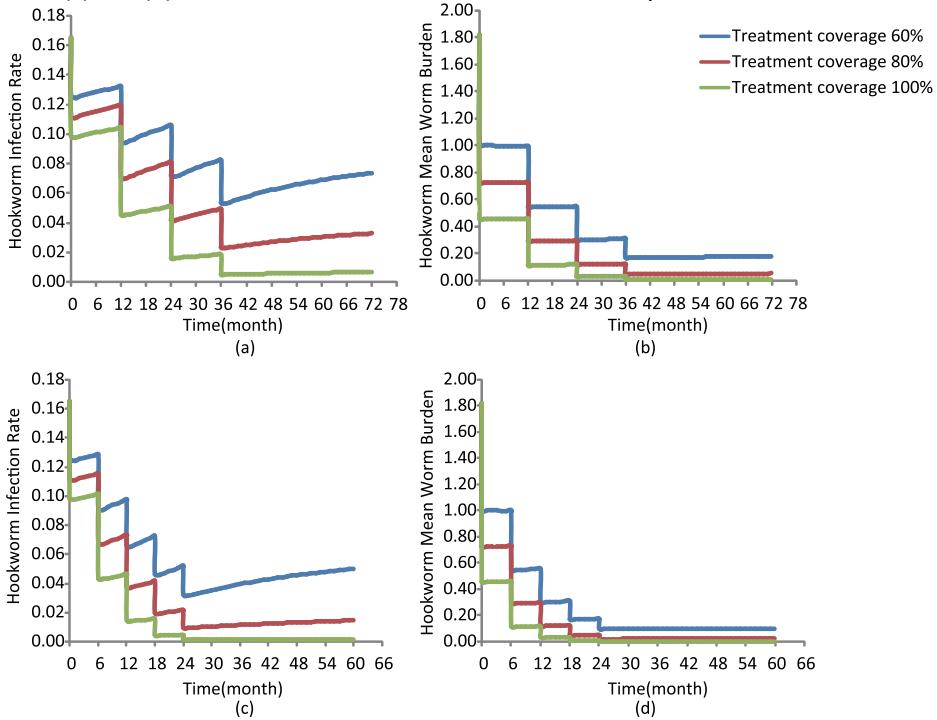 0.18
0.16
0.14
0.12
0.10
0.08
0.06
0.04
0.02
0.00
Hookworm Infection Rate
0 6 12 18 24 30 36 42 48 54 60 66 72 78
Time(month)
(a)
2.00
1.80
1.60
1.40
1.20
1.00
0.80
0.60
0.40
0.20
0.00
Hookworm Mean Worm Burden
0 6 12 18 24 30 36 42 48 54 60 66 72 78
Time(month)
(b)
Treatment coverage 60%
Treatment coverage 80%
Treatment coverage 100%
0.18
0.16
0.14
0.12
0.10
0.08
0.06
0.04
0.02
0.00
Hookworm Infection Rate
0 6 12 18 24 30 36 42 48 54 60 66
Time(month)
(c)
2.00
1.80
1.60
1.40
1.20
1.00
0.80
0.60
0.40
0.20
0.00
Hookworm Mean Worm Burden
0 6 12 18 24 30 36 42 48 54 60 66
Time(month)
(d)